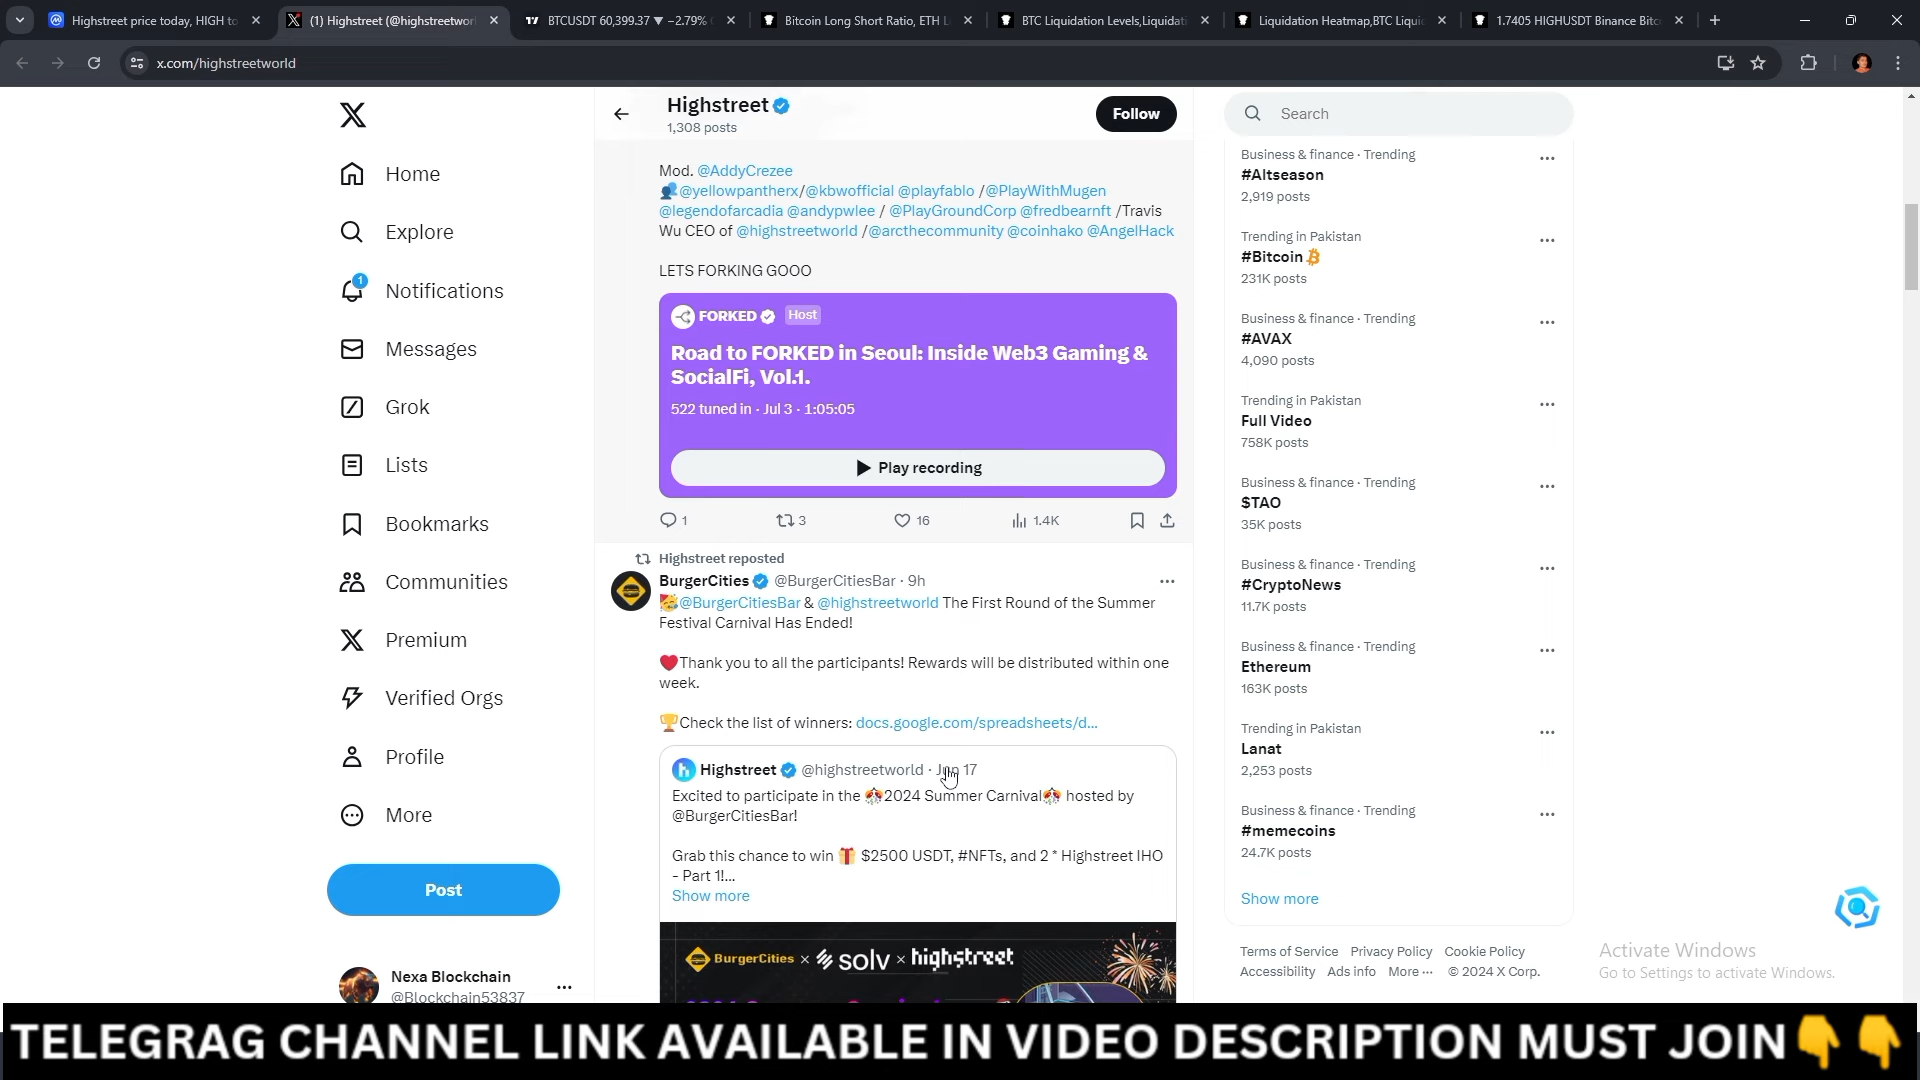 Highstreet price today, HIGH to
(1) Highstreet (@highstreetworl
BTCUSDT 60,399.37 ▼ −2.79%
Bitcoin Long Short Ratio, ETH L
BTC Liquidation Levels,Liquidati
Liquidation Heatmap,BTC Liquid
1.7405 HIGHUSDT Binance Bitc
x.com/highstreetworld
Home
Explore
1
Notifications
Messages
Grok
Lists
Bookmarks
Communities
Premium
Verified Orgs
Profile
More
Post
Nexa Blockchain
@Blockchain53837
Highstreet
1,308 posts
Follow
Mod. @AddyCrezee
👥@yellowpantherx/@kbwofficial @playfablo /@PlayWithMugen
@legendofarcadia @andypwlee / @PlayGroundCorp @fredbearnft /Travis
Wu CEO of @highstreetworld /@arcthecommunity @coinhako @AngelHack
LETS FORKING GOOO
FORKED Host
Road to FORKED in Seoul: Inside Web3 Gaming &
SocialFi, Vol.1.
522 tuned in · Jul 3 · 1:05:05
Play recording
1 3 16 1.4K
Highstreet reposted
BurgerCities @BurgerCitiesBar · 9h
🥳@BurgerCitiesBar & @highstreetworld The First Round of the Summer
Festival Carnival Has Ended!
❤️Thank you to all the participants! Rewards will be distributed within one
week.
🏆Check the list of winners: docs.google.com/spreadsheets/d…
Highstreet @highstreetworld · Jun 17
Excited to participate in the 🎊2024 Summer Carnival🎊 hosted by
@BurgerCitiesBar!
Grab this chance to win 🎁 $2500 USDT, #NFTs, and 2 * Highstreet IHO
- Part 1!...
Show more
BurgerCities × solv × highstreet
Search
Business & finance · Trending
#Altseason
2,919 posts
Trending in Pakistan
#Bitcoin
231K posts
Business & finance · Trending
#AVAX
4,090 posts
Trending in Pakistan
Full Video
758K posts
Business & finance · Trending
$TAO
35K posts
Business & finance · Trending
#CryptoNews
11.7K posts
Business & finance · Trending
Ethereum
163K posts
Trending in Pakistan
Lanat
2,253 posts
Business & finance · Trending
#memecoins
24.7K posts
Show more
Terms of Service Privacy Policy Cookie Policy
Accessibility Ads info More ··· © 2024 X Corp.
Activate Windows
Go to Settings to activate Windows.
TELEGRAG CHANNEL LINK AVAILABLE IN VIDEO DESCRIPTION MUST JOIN👇👇